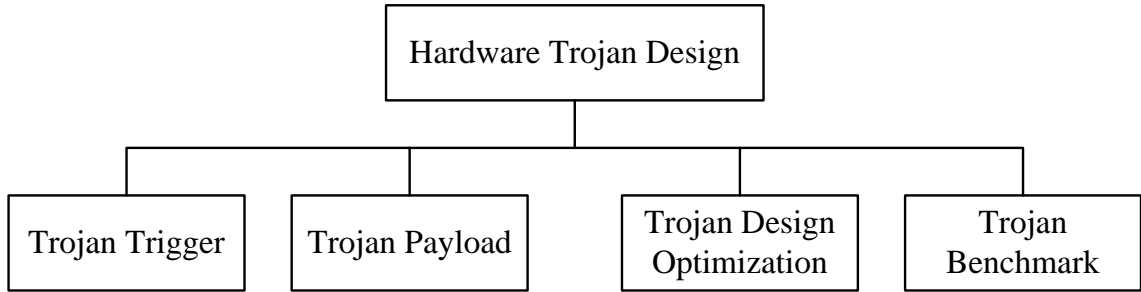 Hardware Trojan Design
Trojan Trigger
Trojan Payload
Trojan Design
Optimization
Trojan
Benchmark